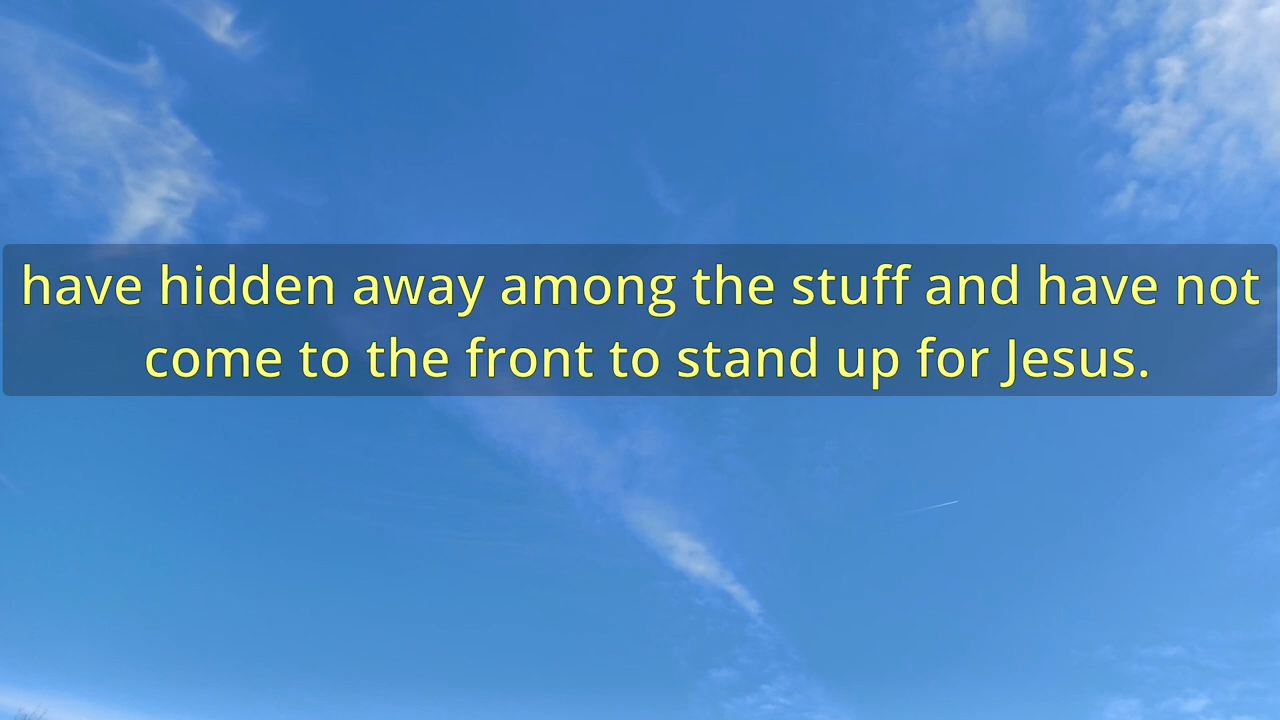 have hidden away among the stuff and have not
come to the front to stand up for Jesus.